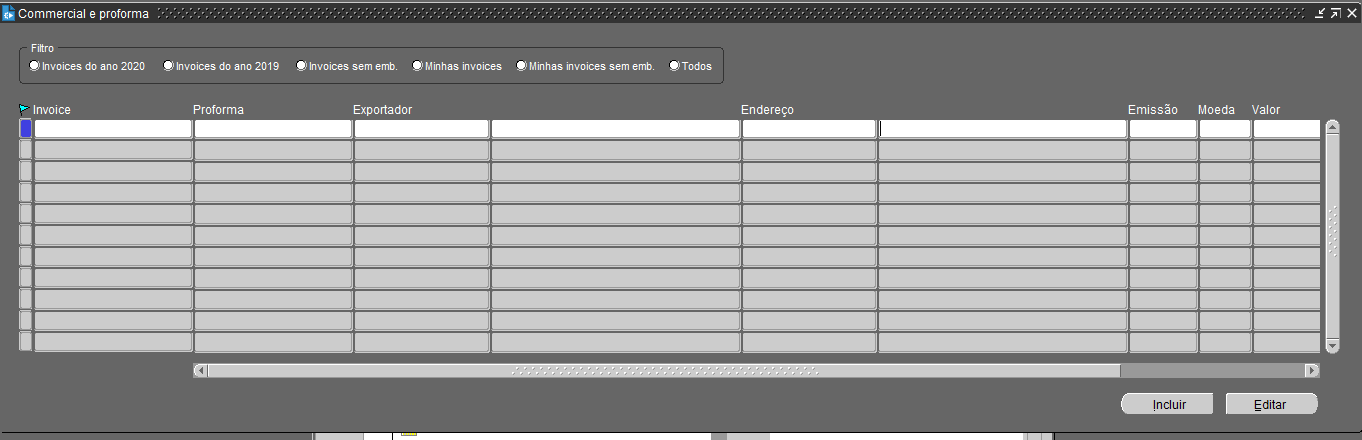 Commercial e proforma
Filtro
Invoices do ano 2020 Invoices do ano 2019 Invoices sem emb. Minhas invoices Minhas invoices sem emb. Todos
Invoice Proforma Exportador Endereço Emissão Moeda Valor
Incluir Editar